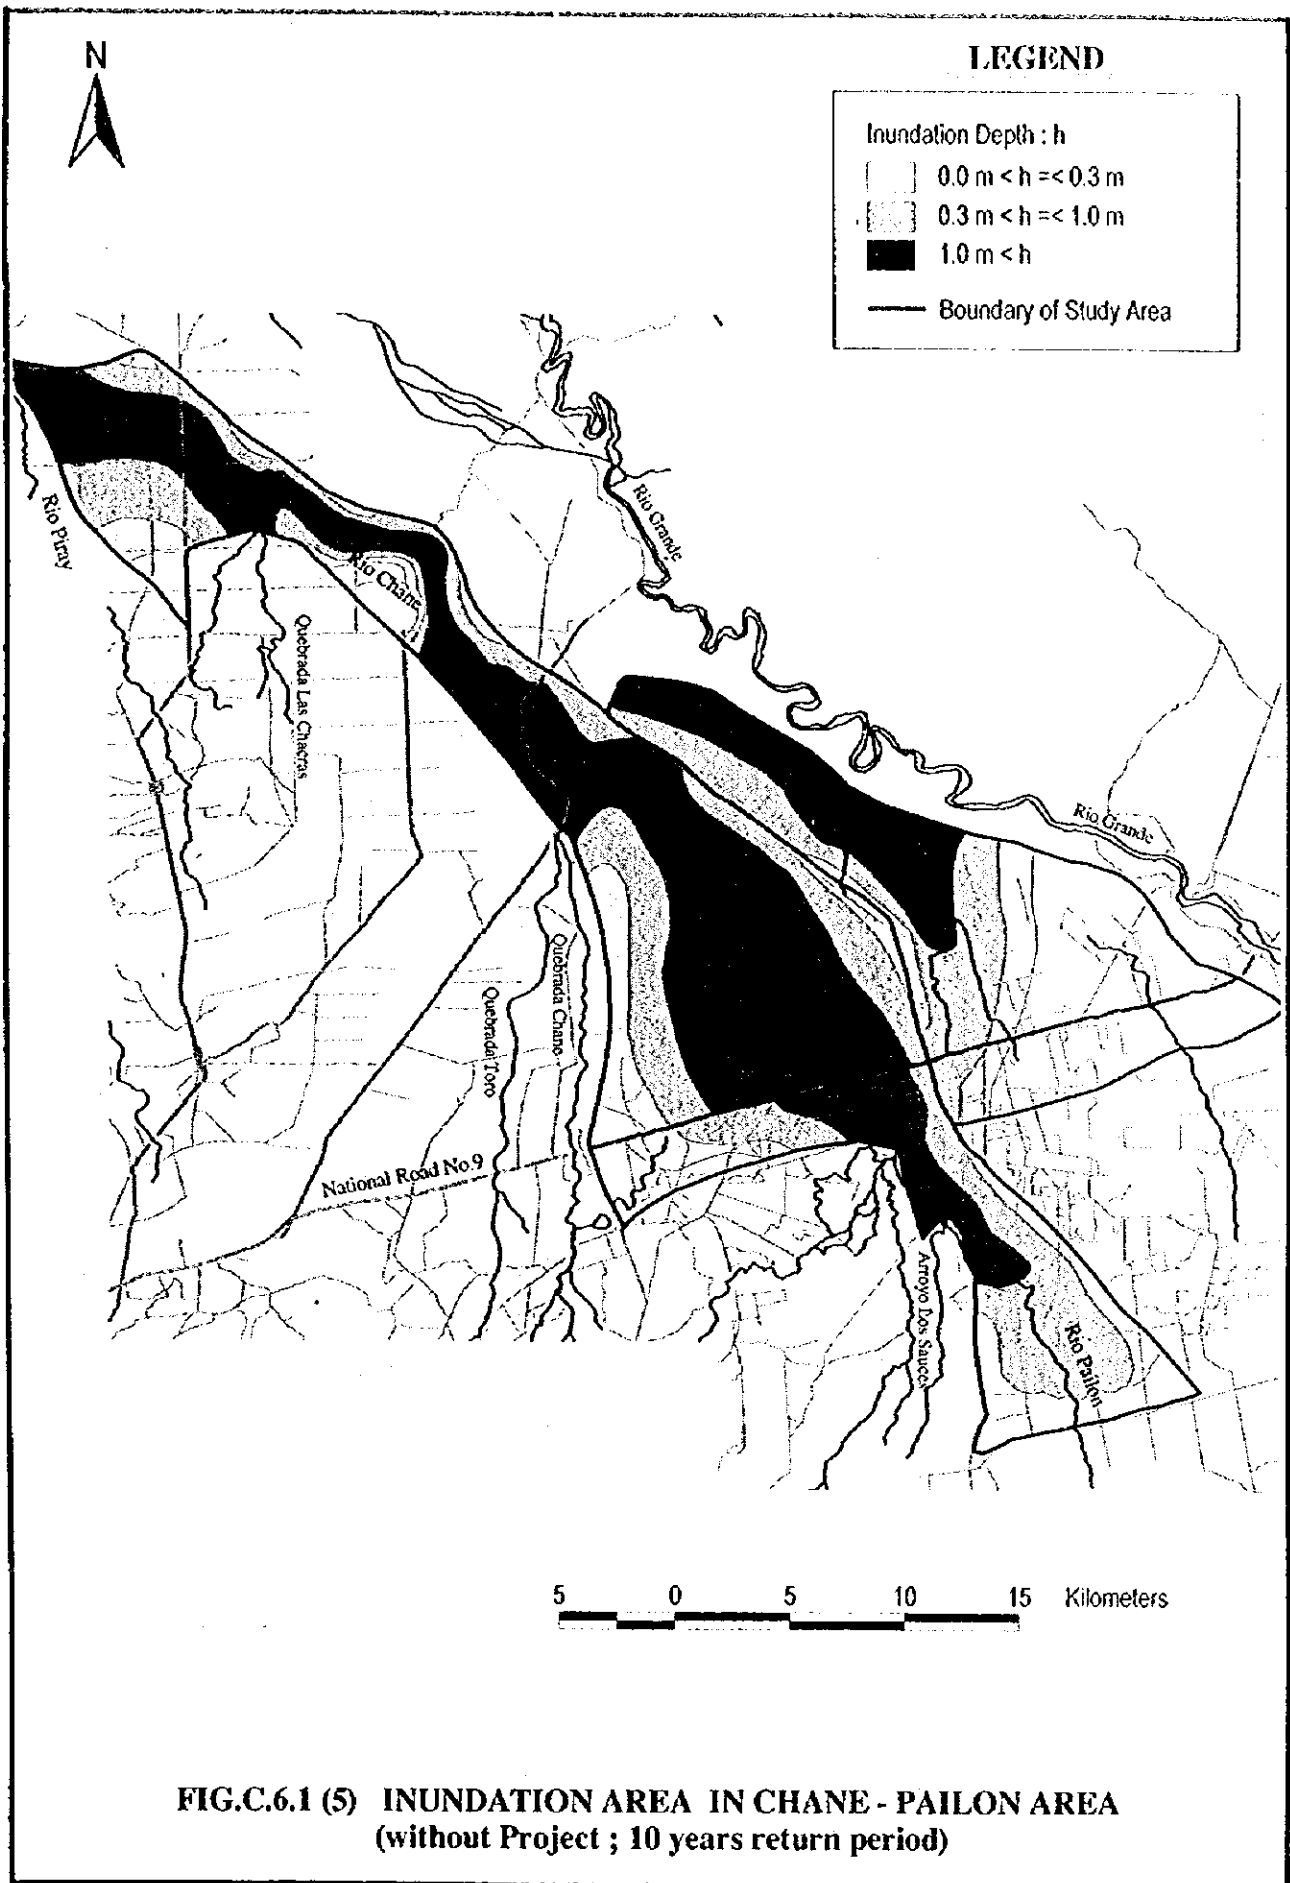 N
LEGEND
Inundation Depth : h
0.0 m < h =< 0.3 m
0.3 m < h =< 1.0 m
1.0 m < h
Boundary of Study Area
Rio Piray
Rio Chane
Rio Grande
Quebrada Las Chacras
Rio Grande
Quebrada Chane
Quebrada Toro
National Road No.9
Arroyo Dos Sauces
Rio Pailon
5 0 5 10 15 Kilometers
FIG.C.6.1 (5) INUNDATION AREA IN CHANE - PAILON AREA
(without Project ; 10 years return period)